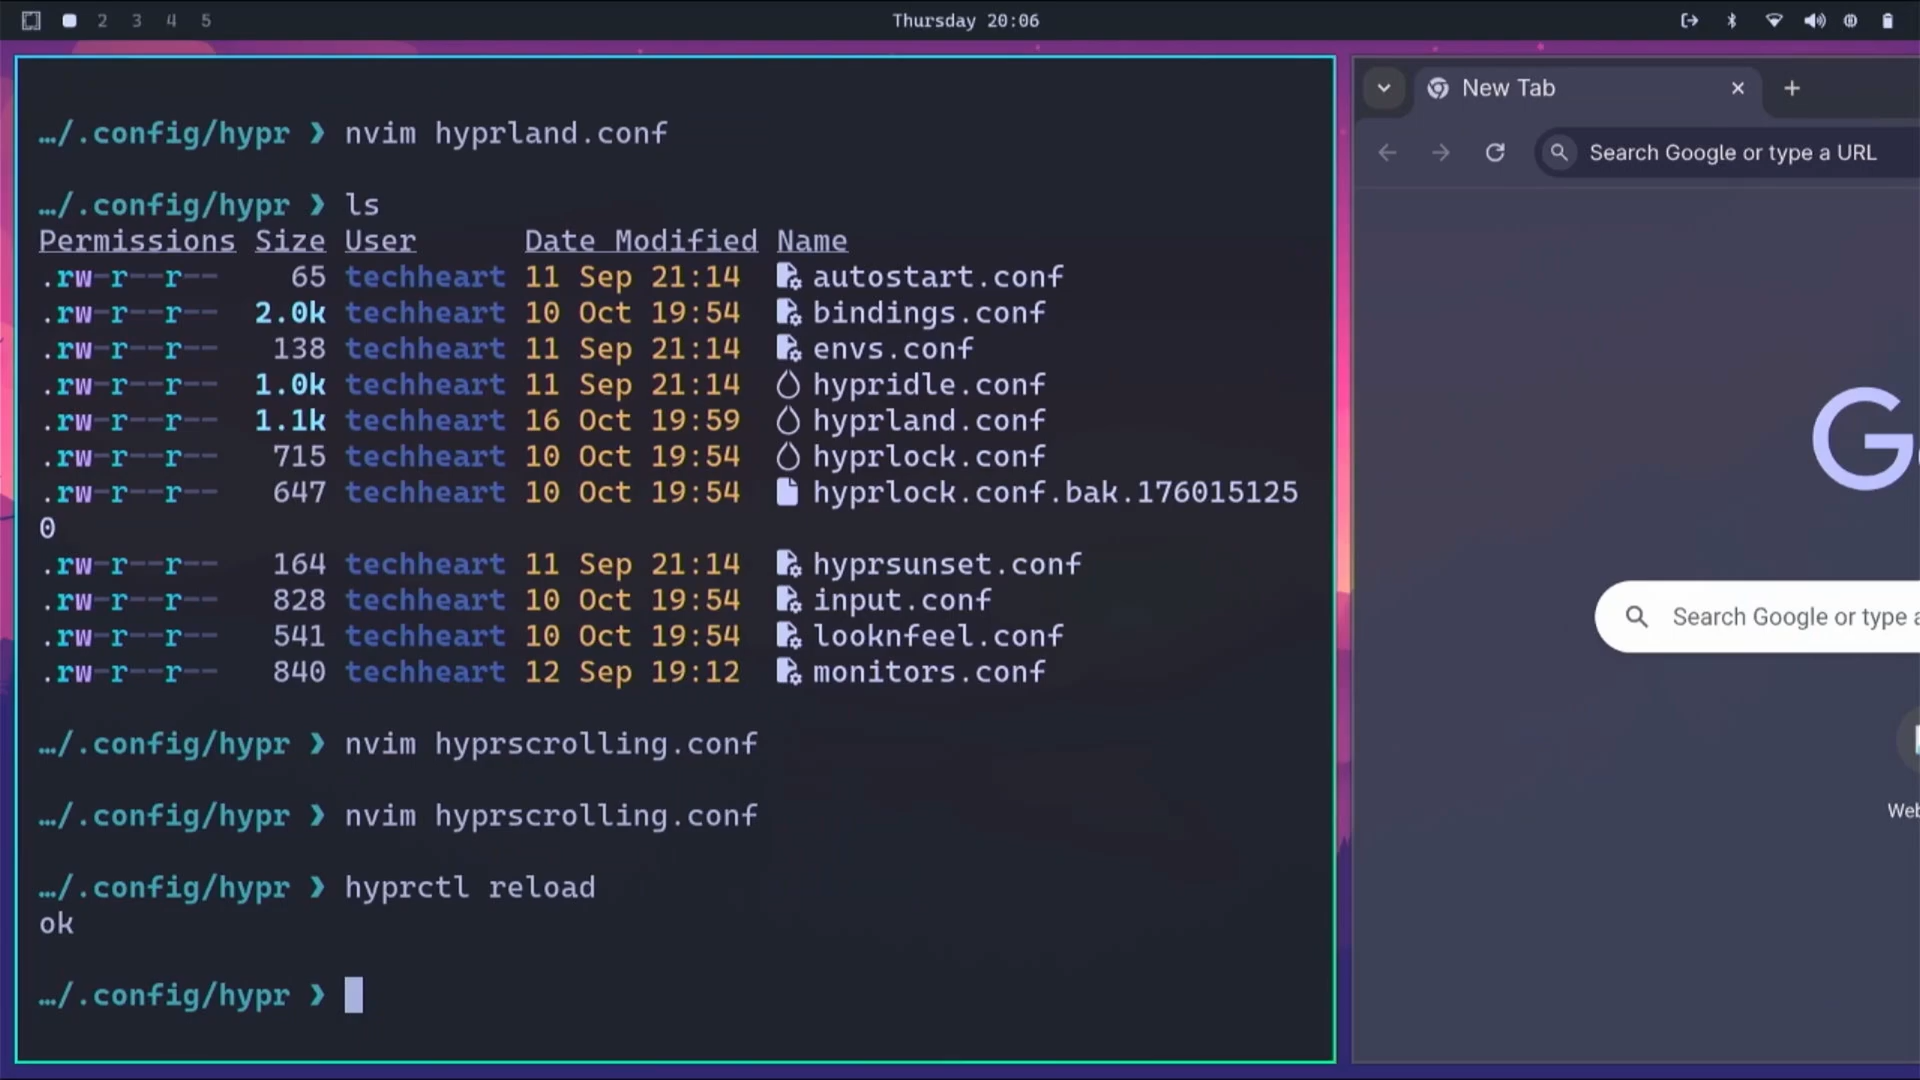 2 3 4 5
Thursday 20:06
…/.config/hypr ❯ nvim hyprland.conf
…/.config/hypr ❯ ls
Permissions Size User Date Modified Name
.rw-r--r-- 65 techheart 11 Sep 21:14 autostart.conf
.rw-r--r-- 2.0k techheart 10 Oct 19:54 bindings.conf
.rw-r--r-- 138 techheart 11 Sep 21:14 envs.conf
.rw-r--r-- 1.0k techheart 11 Sep 21:14 hypridle.conf
.rw-r--r-- 1.1k techheart 16 Oct 19:59 hyprland.conf
.rw-r--r-- 715 techheart 10 Oct 19:54 hyprlock.conf
.rw-r--r-- 647 techheart 10 Oct 19:54 hyprlock.conf.bak.176015125
0
.rw-r--r-- 164 techheart 11 Sep 21:14 hyprsunset.conf
.rw-r--r-- 828 techheart 10 Oct 19:54 input.conf
.rw-r--r-- 541 techheart 10 Oct 19:54 looknfeel.conf
.rw-r--r-- 840 techheart 12 Sep 19:12 monitors.conf
…/.config/hypr ❯ nvim hyprscrolling.conf
…/.config/hypr ❯ nvim hyprscrolling.conf
…/.config/hypr ❯ hyprctl reload
ok
…/.config/hypr ❯
New Tab
Search Google or type a URL
G
Search Google or type a
Web